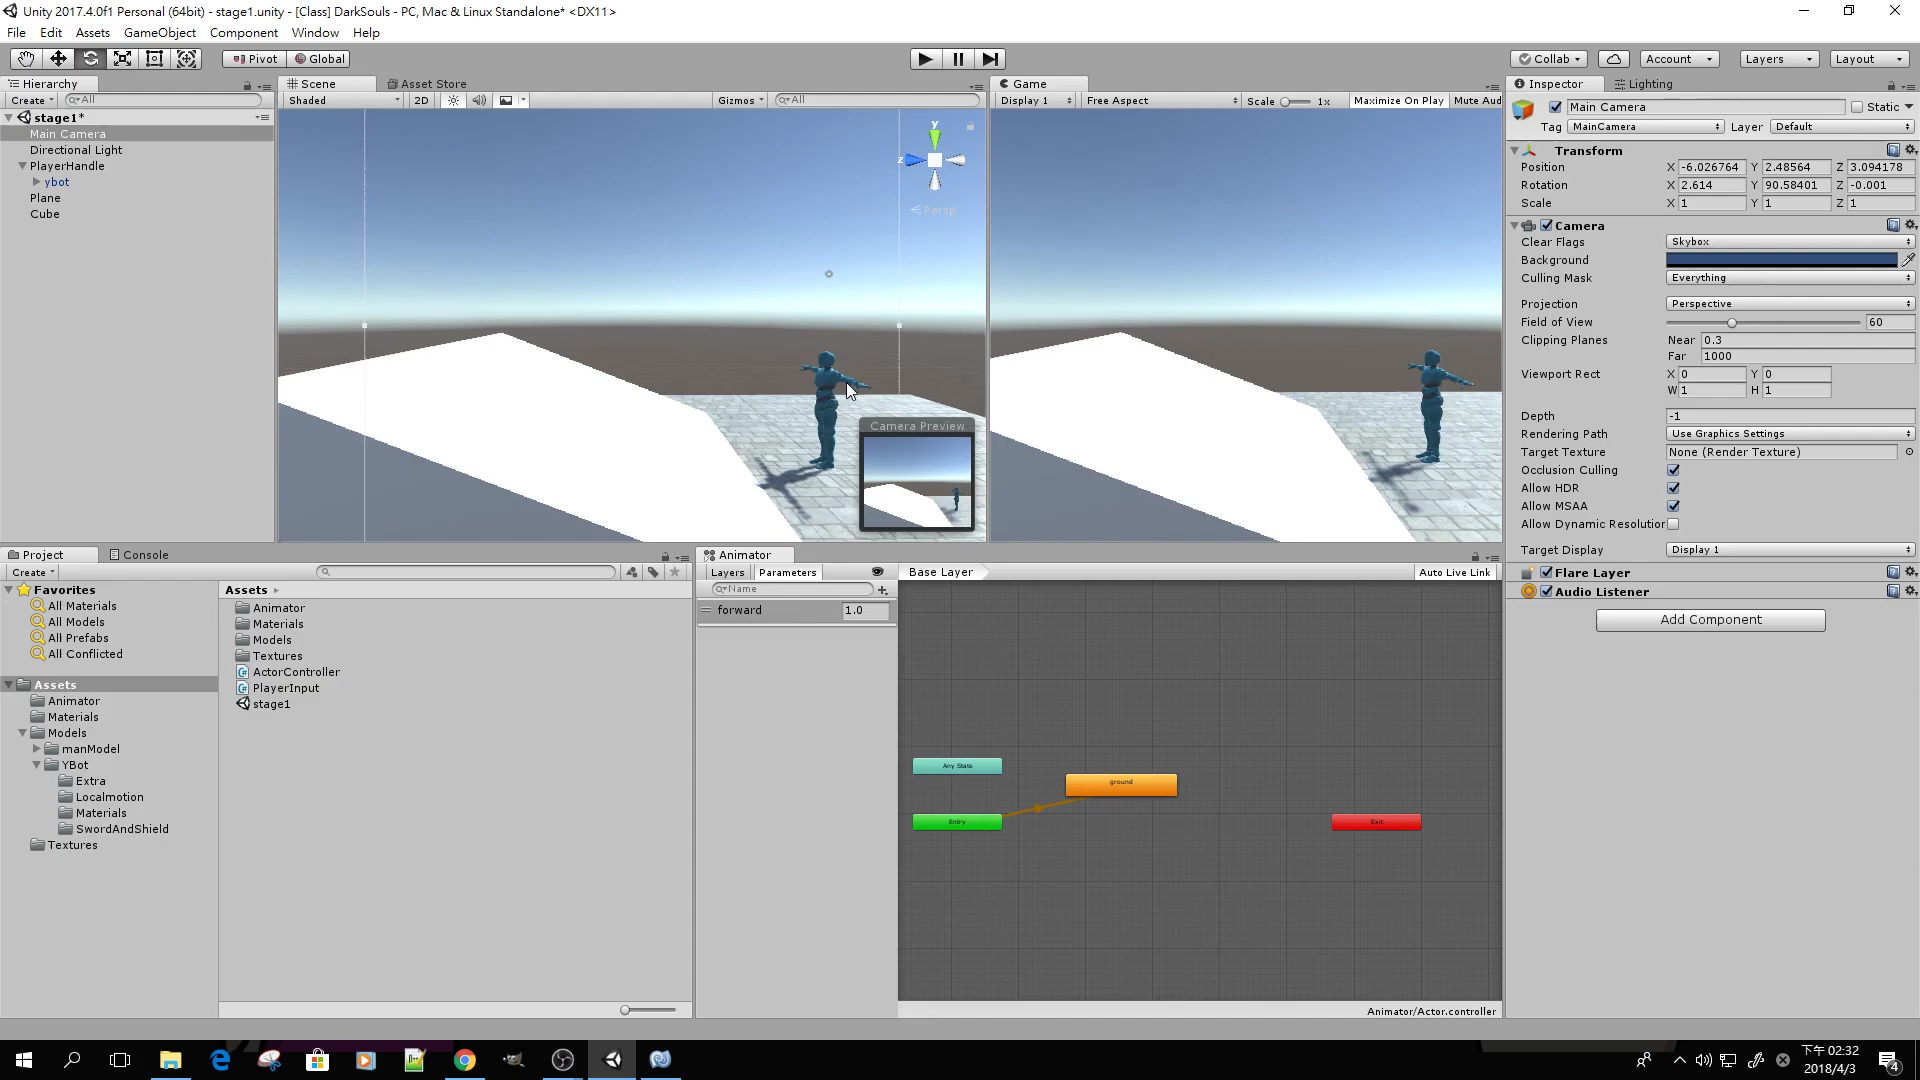 Unity 2017.4.0f1 Personal (64bit) - stage1.unity - [Class] DarkSouls - PC, Mac & Linux Standalone* <DX11>
File Edit Assets GameObject Component Window Help
Pivot Global Collab Account Layers Layout
Hierarchy
Create All
stage1*
Main Camera
Directional Light
PlayerHandle
ybot
Plane
Cube
Scene Asset Store
Shaded 2D Gizmos All
y
z
Persp
Camera Preview
Game
Display 1 Free Aspect Scale 1x Maximize On Play Mute Aud
Inspector Lighting
Main Camera Static
Tag MainCamera Layer Default
Transform
Position X -6.026764 Y 2.48564 Z 3.094178
Rotation X 2.614 Y 90.58401 Z -0.001
Scale X 1 Y 1 Z 1
Camera
Clear Flags Skybox
Background
Culling Mask Everything
Projection Perspective
Field of View 60
Clipping Planes Near 0.3
Far 1000
Viewport Rect X 0 Y 0
W 1 H 1
Depth -1
Rendering Path Use Graphics Settings
Target Texture None (Render Texture)
Occlusion Culling
Allow HDR
Allow MSAA
Allow Dynamic Resolution
Target Display Display 1
Flare Layer
Audio Listener
Add Component
Project Console
Create
Favorites
All Materials
All Models
All Prefabs
All Conflicted
Assets
Animator
Materials
Models
manModel
YBot
Extra
Localmotion
Materials
SwordAndShield
Textures
Assets
Animator
Materials
Models
Textures
ActorController
PlayerInput
stage1
Animator
Layers Parameters Base Layer Auto Live Link
Name
forward 1.0
Any State
ground
Entry
Exit
Animator/Actor.controller
下午 02:32
2018/4/3
4